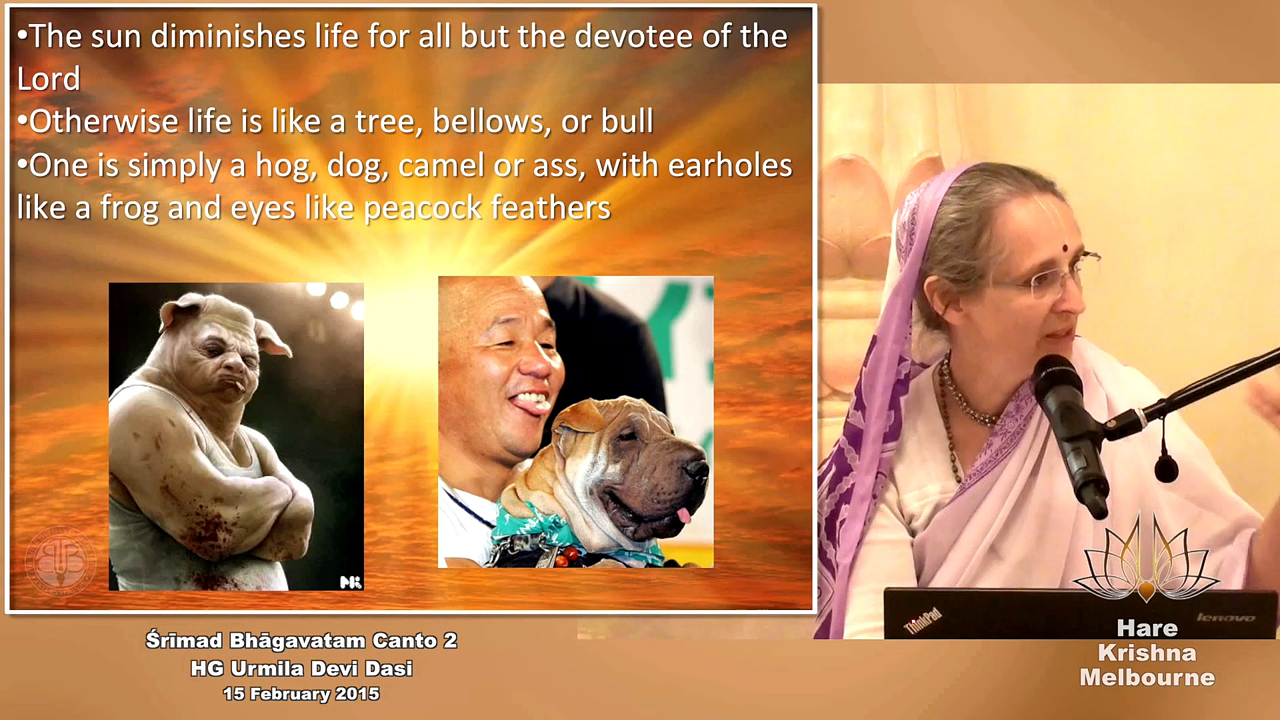 •The sun diminishes life for all but the devotee of the
Lord
•Otherwise life is like a tree, bellows, or bull
•One is simply a hog, dog, camel or ass, with earholes
like a frog and eyes like peacock feathers
MK
Śrīmad Bhāgavatam Canto 2
HG Urmila Devi Dasi
15 February 2015
ThinkPad
lenovo
Hare
Krishna
Melbourne